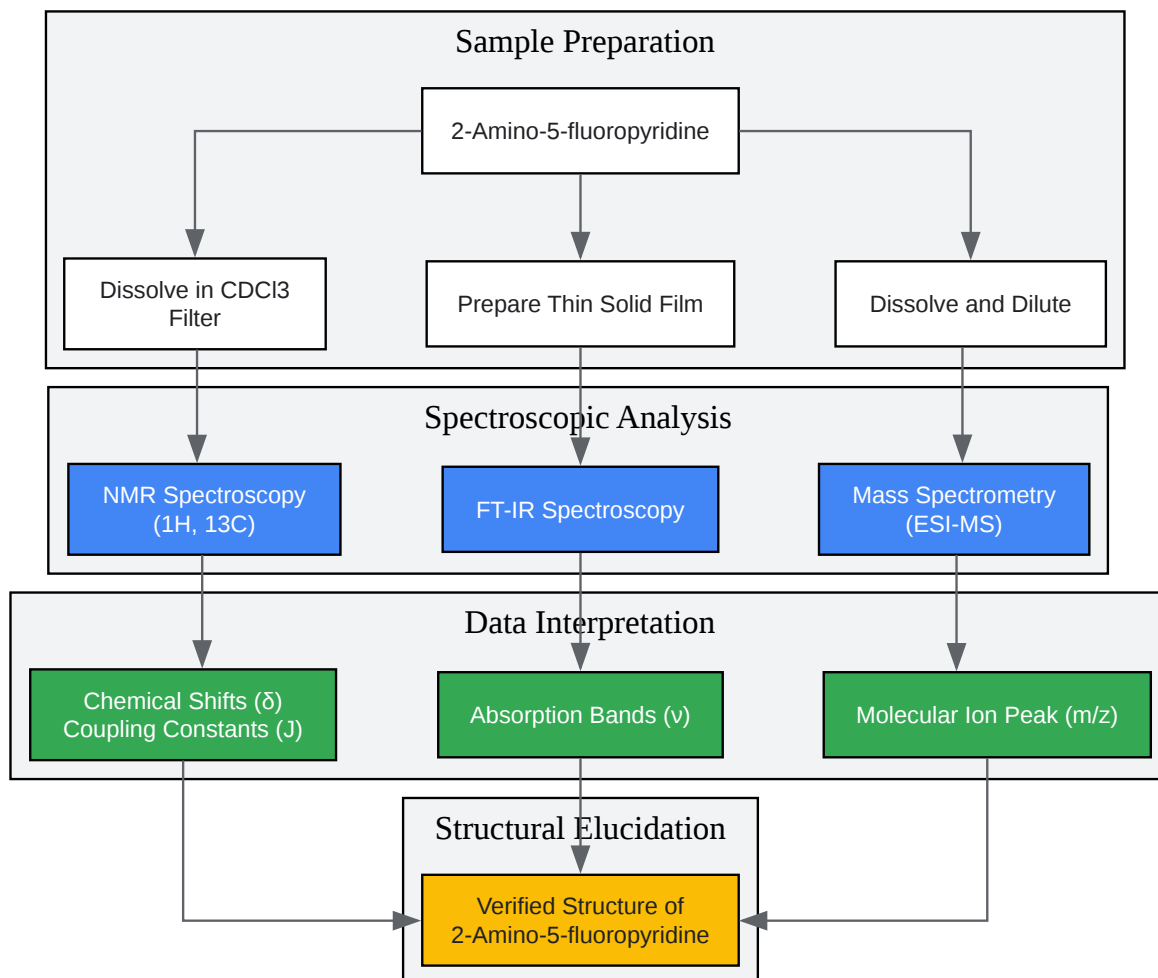 Sample Preparation
2-Amino-5-fluoropyridine
Dissolve in CDCl3
Filter
Prepare Thin Solid Film
Dissolve and Dilute
Spectroscopic Analysis
NMR Spectroscopy
(1H, 13C)
FT-IR Spectroscopy
Mass Spectrometry
(ESI-MS)
Data Interpretation
Chemical Shifts (δ)
Coupling Constants (J)
Absorption Bands (ν)
Molecular Ion Peak (m/z)
Structural Elucidation
Verified Structure of
2-Amino-5-fluoropyridine